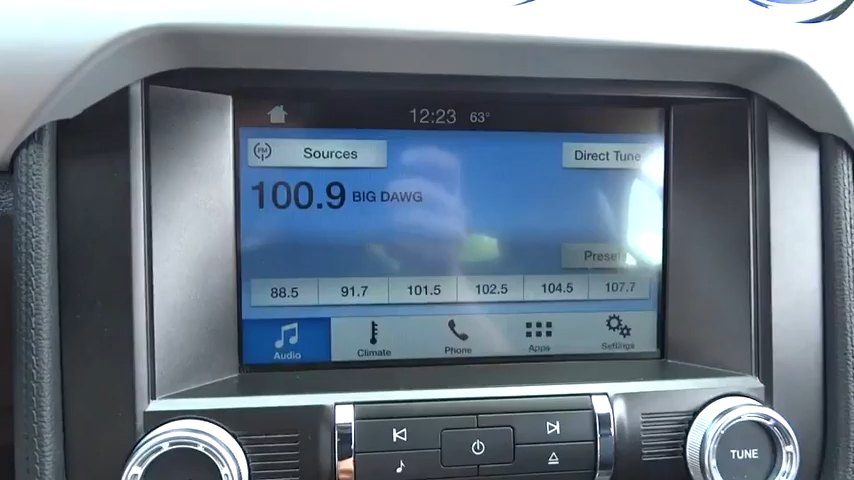 12:23 63°
FM Sources Direct Tune
100.9 BIG DAWG
Presets
88.5 91.7 101.5 102.5 104.5 107.7
Audio Climate Phone Apps Settings
TUNE